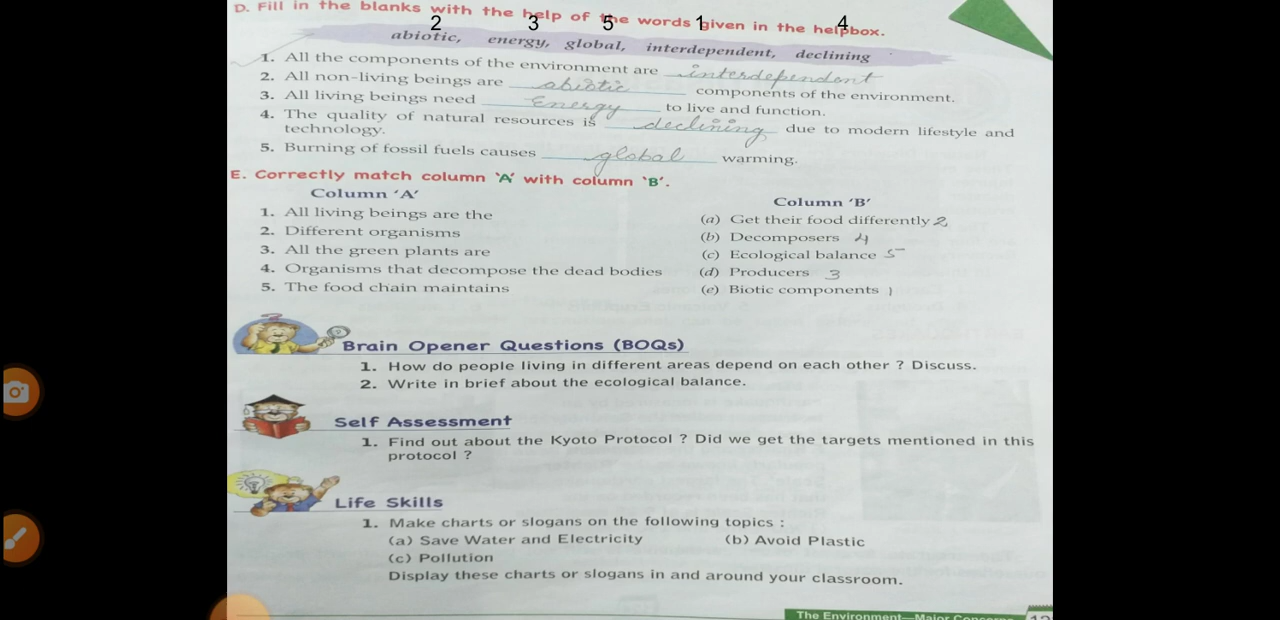 D. Fill in the blanks with the help of the words given in the helpbox.
2 3 5 1 4
abiotic, energy, global, interdependent, declining
1. All the components of the environment are interdependent
2. All non-living beings are abiotic components of the environment.
3. All living beings need Energy to live and function.
4. The quality of natural resources is declining due to modern lifestyle and
technology.
5. Burning of fossil fuels causes global warming.
E. Correctly match column 'A' with column 'B'.
Column 'A' Column 'B'
1. All living beings are the (a) Get their food differently 2
2. Different organisms (b) Decomposers 4
3. All the green plants are (c) Ecological balance 5
4. Organisms that decompose the dead bodies (d) Producers 3
5. The food chain maintains (e) Biotic components 1
Brain Opener Questions (BOQs)
1. How do people living in different areas depend on each other ? Discuss.
2. Write in brief about the ecological balance.
Self Assessment
1. Find out about the Kyoto Protocol ? Did we get the targets mentioned in this
protocol ?
Life Skills
1. Make charts or slogans on the following topics :
(a) Save Water and Electricity (b) Avoid Plastic
(c) Pollution
Display these charts or slogans in and around your classroom.
The Environment—Major